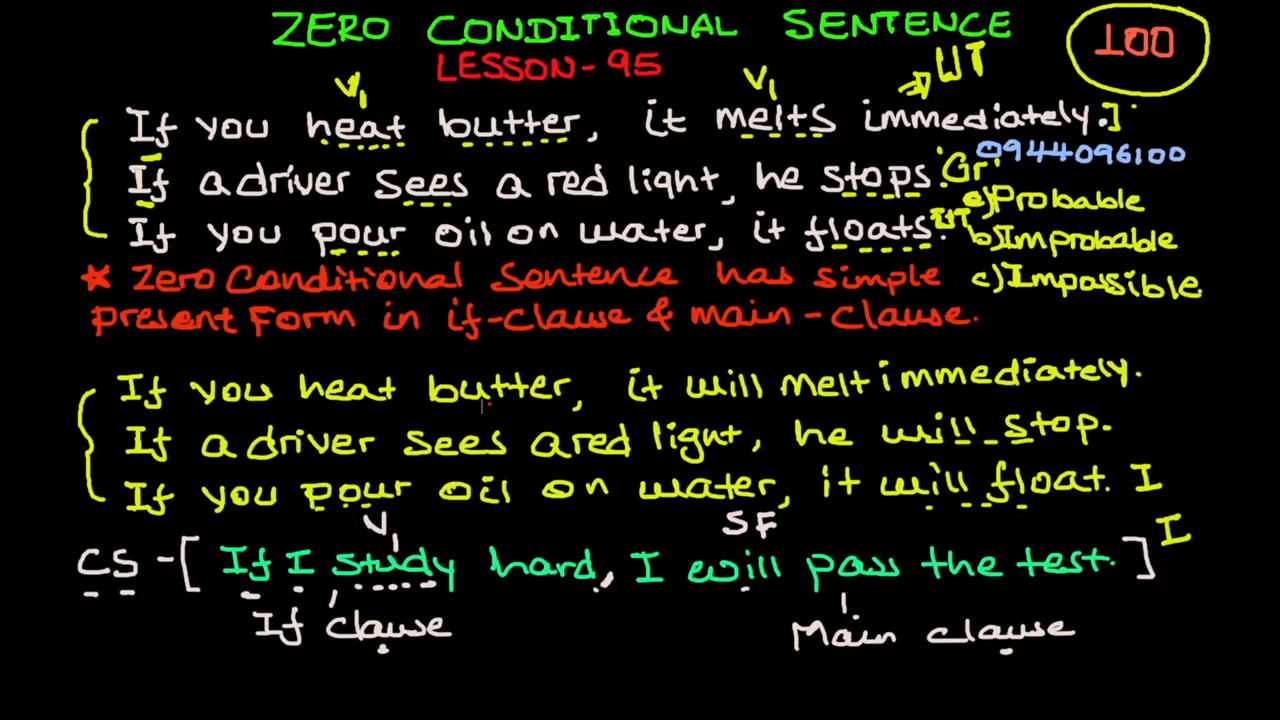 ZERO CONDITIONAL SENTENCE
100
LESSON-95
V1 V1 → UT
If you heat butter, it melts immediately.]
09444096100
If a driver sees a red light, he stops. Gr
a) Probable
If you pour oil on water, it floats.
b) Improbable
* Zero Conditional Sentence has simple
c) Impossible
present Form in if-clause & main-clause.
If you heat butter, it will melt immediately.
If a driver sees a red light, he will stop.
If you pour oil on water, it will float. I
V1 SF
CS-[If I study hard, I will pass the test.] I
If clause Main clause